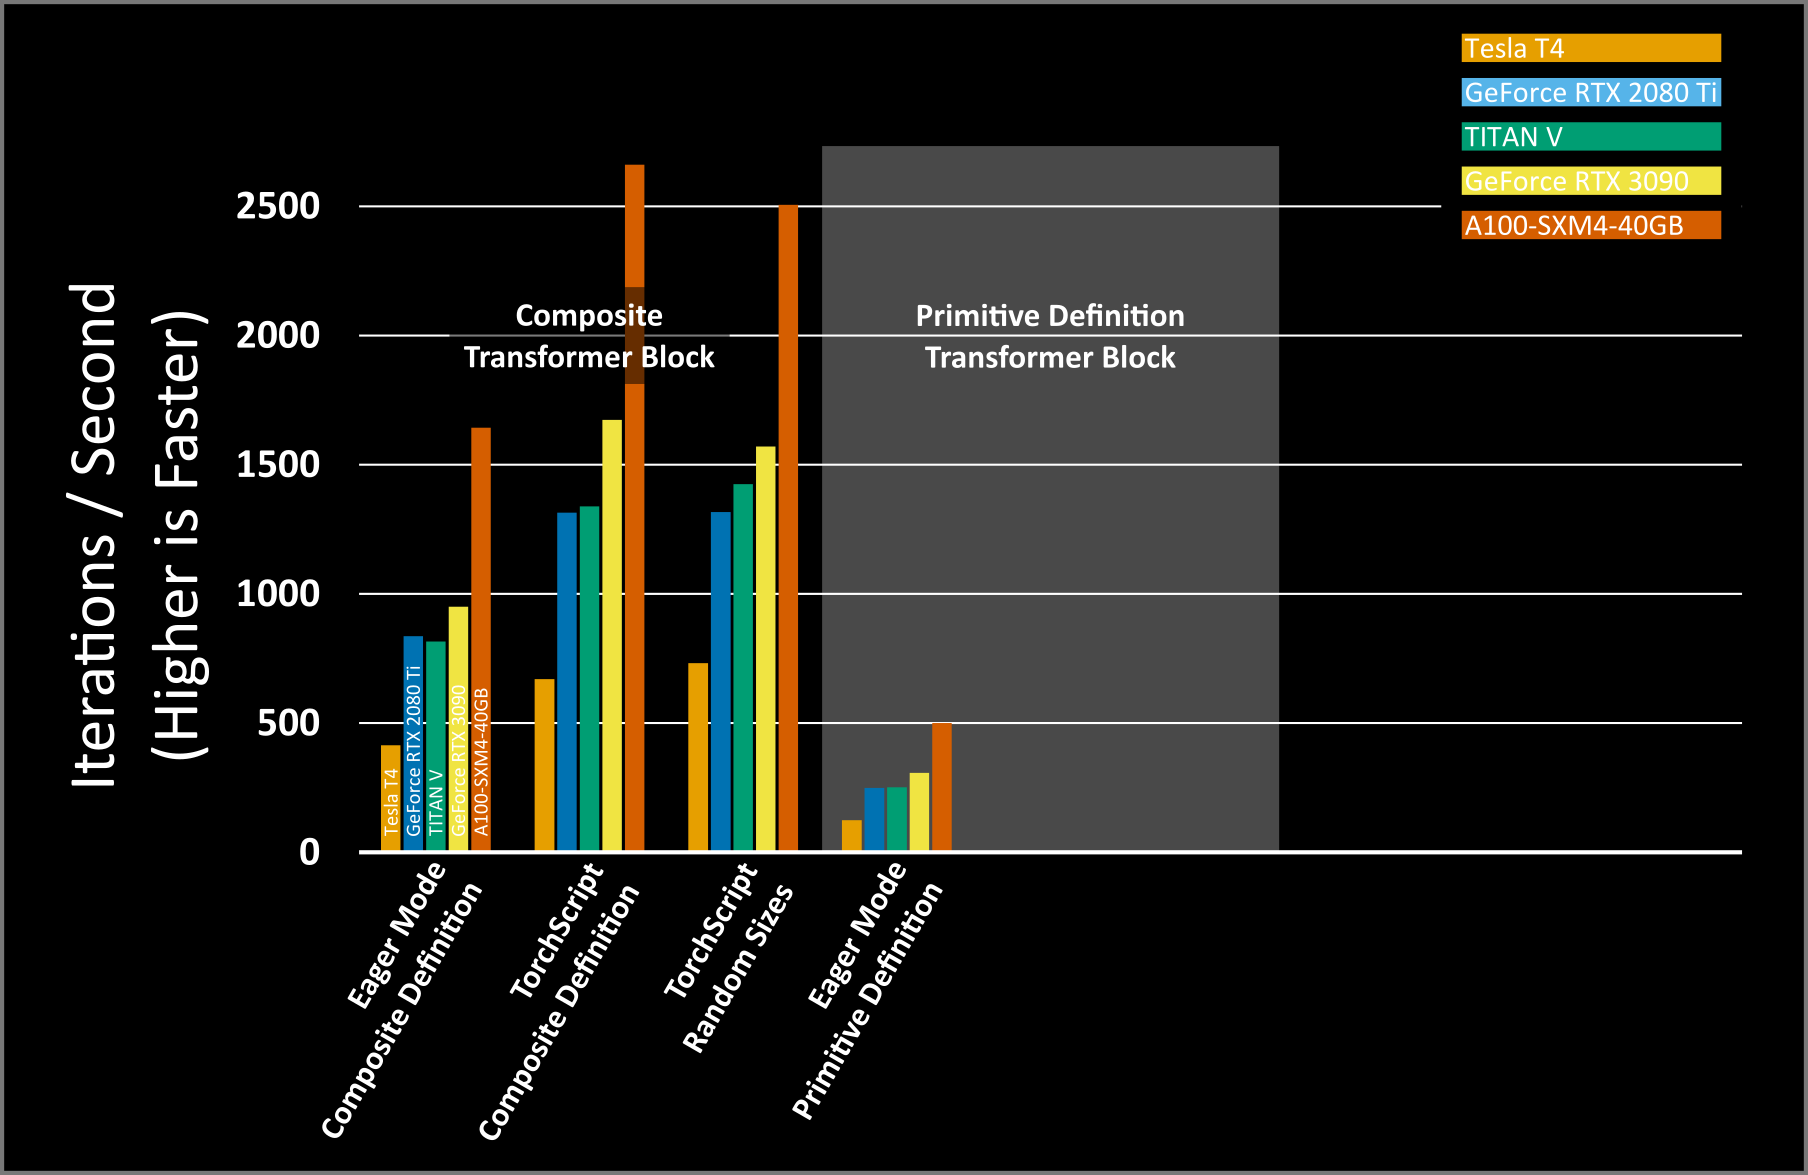 Tesla T4
GeForce RTX 2080 Ti
TITAN V
GeForce RTX 3090
A100-SXM4-40GB
Iterations / Second
(Higher is Faster)
2500
2000
1500
1000
500
0
Composite
Transformer Block
Primitive Definition
Transformer Block
Tesla T4
GeForce RTX 2080 Ti
TITAN V
GeForce RTX 3090
A100-SXM4-40GB
Eager Mode
Composite Definition
TorchScript
Composite Definition
TorchScript
Random Sizes
Eager Mode
Primitive Definition